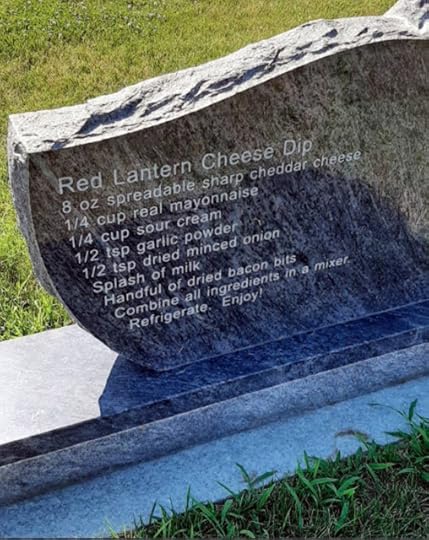 Red Lantern Cheese Dip
8 oz spreadable sharp cheddar cheese
1/4 cup real mayonnaise
1/4 cup sour cream
1/2 tsp garlic powder
1/2 tsp dried minced onion
Splash of milk
Handful of dried bacon bits
Combine all ingredients in a mixer.
Refrigerate. Enjoy!